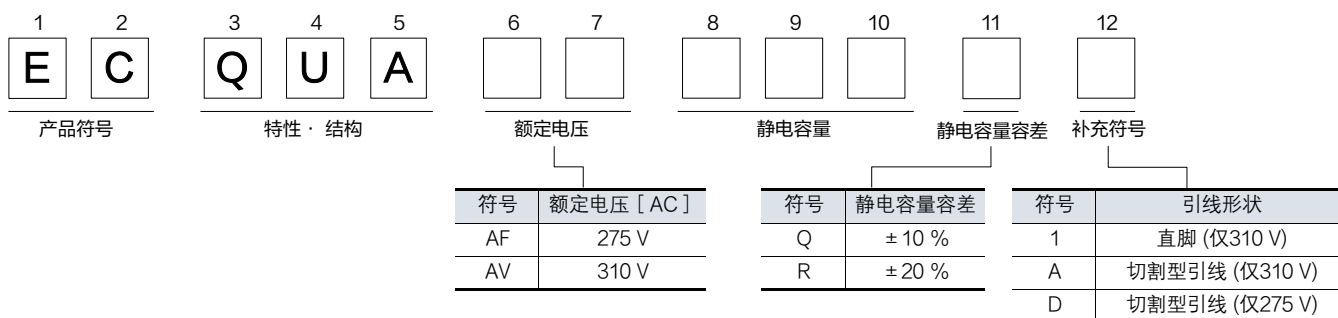 1 2 3 4 5 6 7 8 9 10 11 12
E C Q U A
产品符号 特性 · 结构 额定电压 静电容量 静电容量容差 补充符号
符号 额定电压 [ AC ]
AF 275 V
AV 310 V
符号 静电容量容差
Q ±10 %
R ±20 %
符号 引线形状
1 直脚 (仅310 V)
A 切割型引线 (仅310 V)
D 切割型引线 (仅275 V)